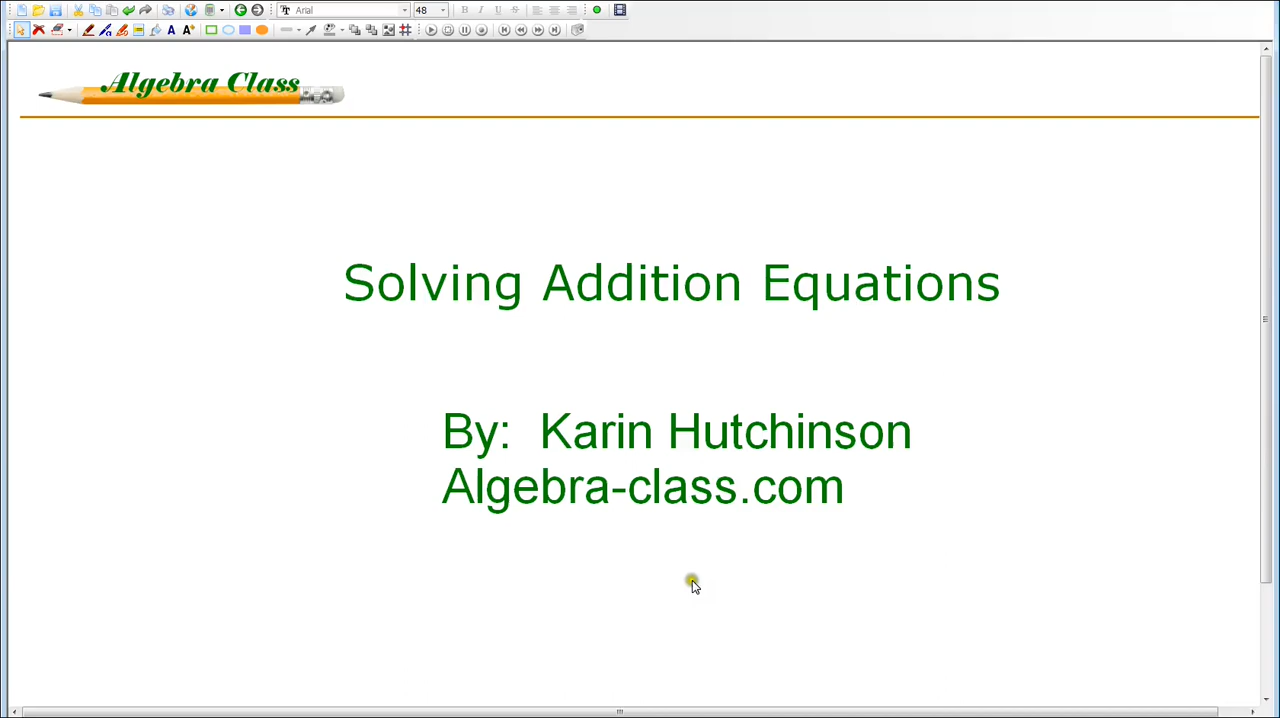 Arial
48
Algebra Class
Solving Addition Equations
By: Karin Hutchinson
Algebra-class.com